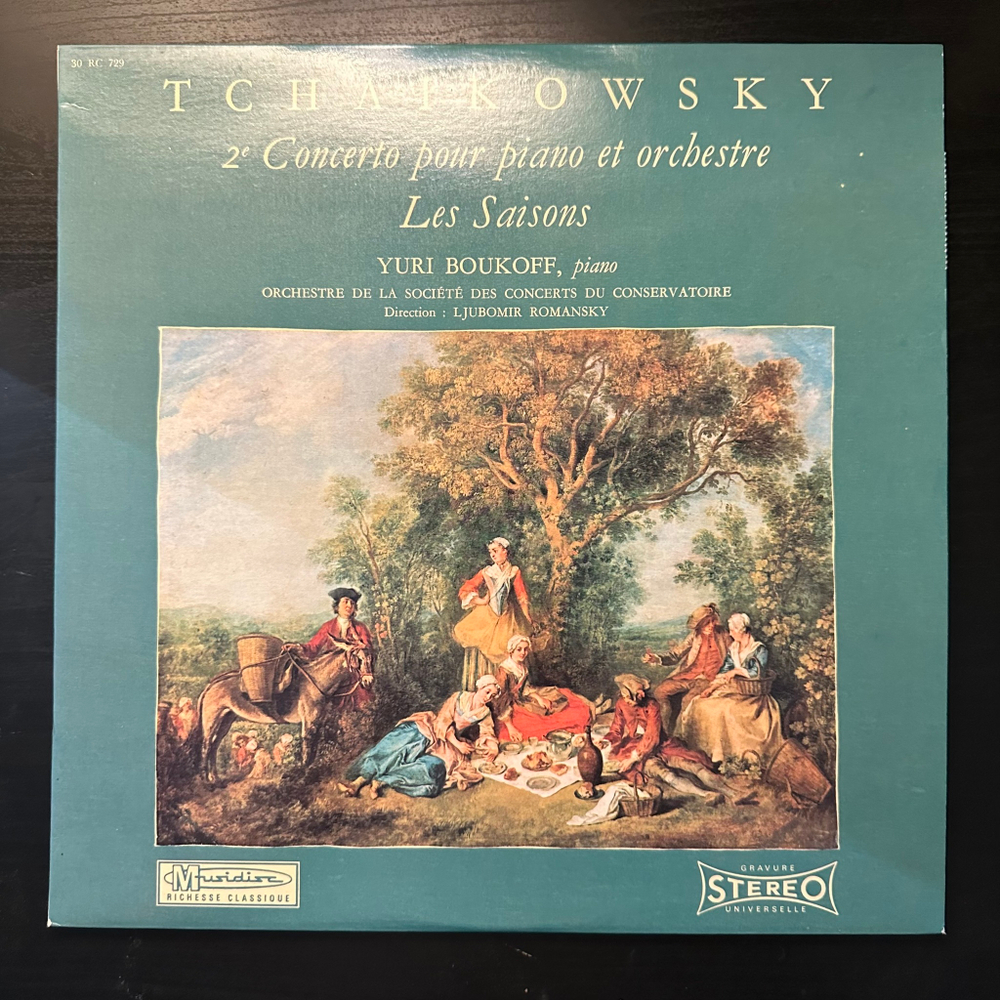 30 RC 729
TCHAIKOWSKY
2e Concerto pour piano et orchestre
Les Saisons
YURI BOUKOFF, piano
ORCHESTRE DE LA SOCIÉTÉ DES CONCERTS DU CONSERVATOIRE
Direction : LJUBOMIR ROMANSKY
Musidisc
RICHESSE CLASSIQUE
GRAVURE
STEREO
UNIVERSELLE